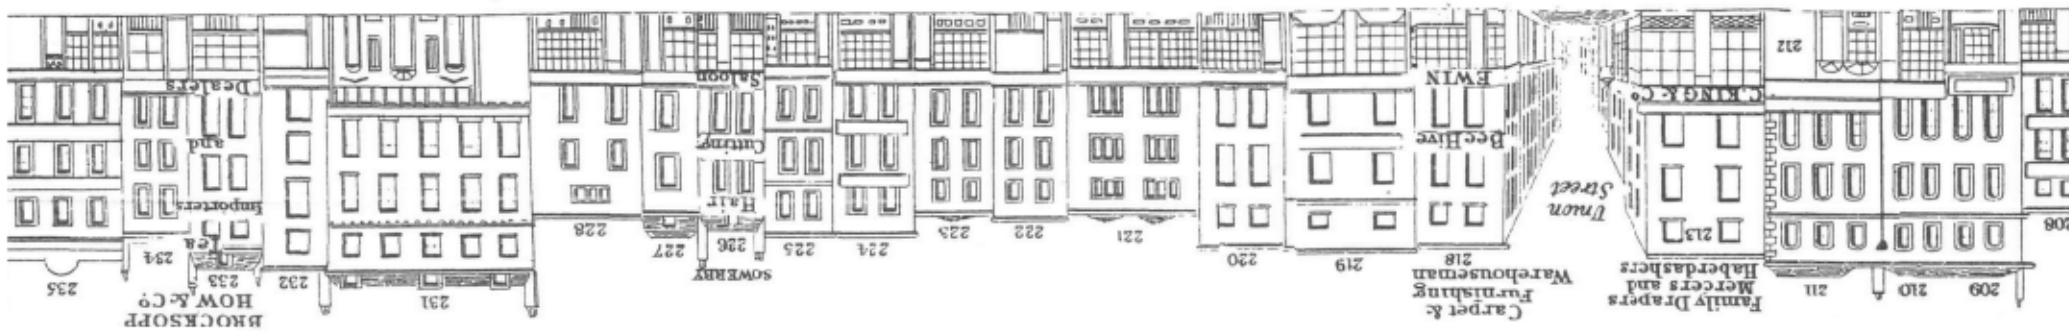 208
209
210
211
212
Family Drapers
Mercers and
Haberdashers
213
C. KING & Co.
Union
Street
Carpet &
Furnishing
Warehouseman
218
Bee Hive
EWIN
219
220
221
222
223
224
225
SOWERBY
226
Hair
Cutting
Saloon
227
228
231
232
BROCKSOPP
HOW & Co.
233
Tea
Importers
and
Dealers
234
235